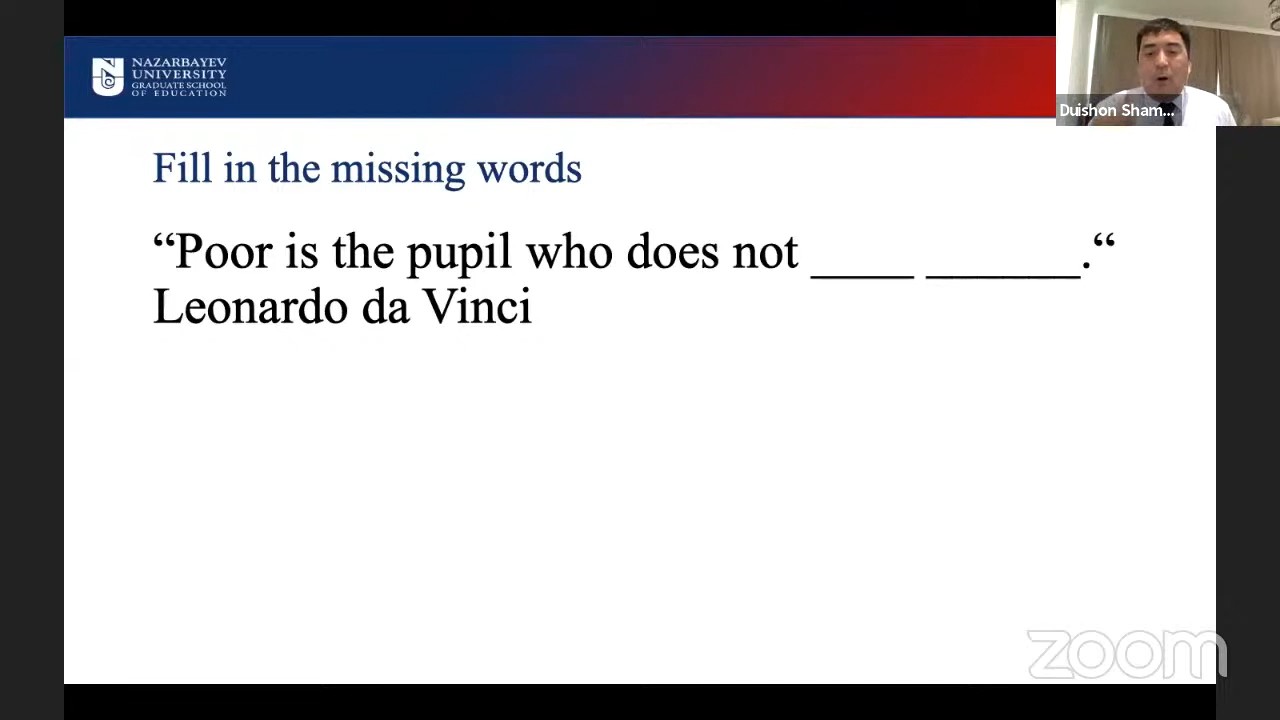 NAZARBAYEV
UNIVERSITY
GRADUATE SCHOOL
OF EDUCATION
Duishon Sham...
Fill in the missing words
“Poor is the pupil who does not ____ ______.“
Leonardo da Vinci
zoom